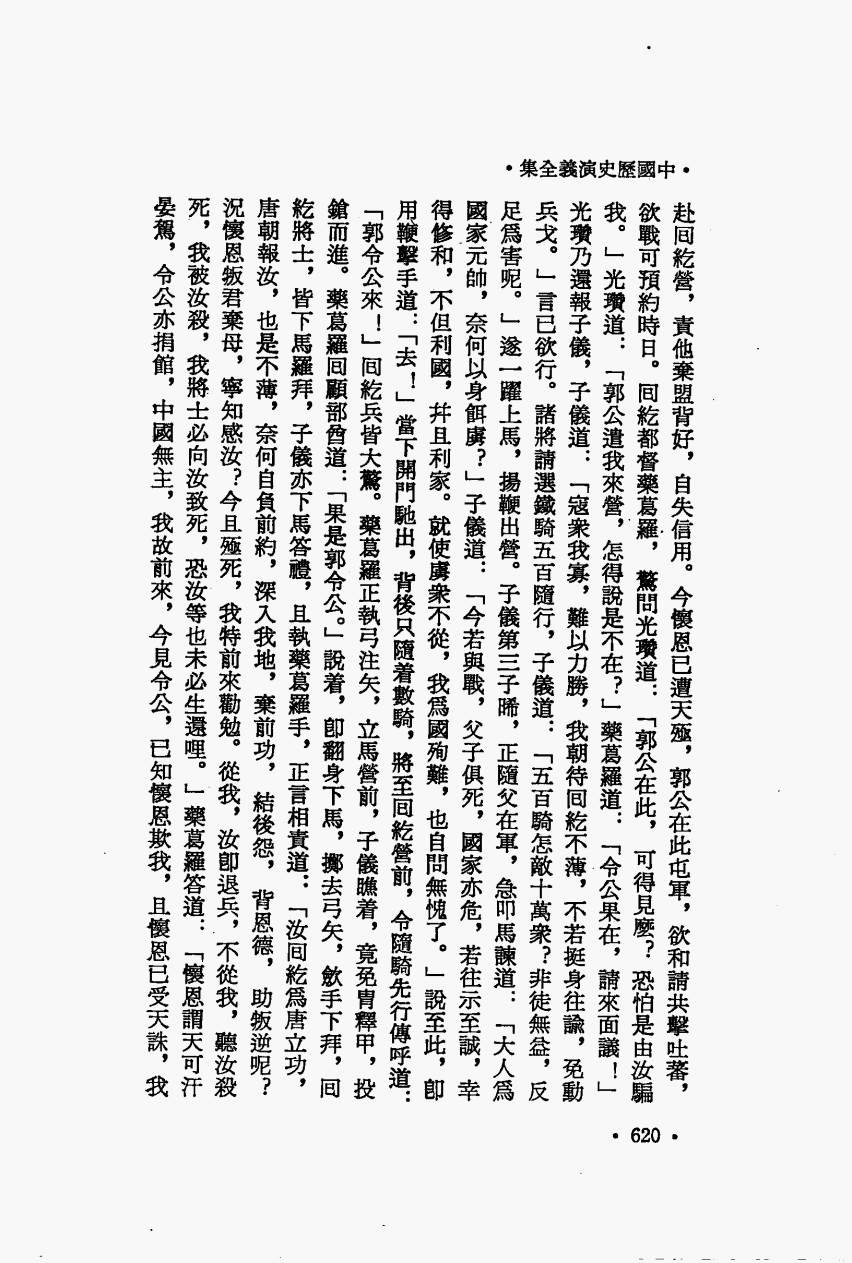 ·中國歷史演義全集·
赴回紇營，責他棄盟背好，自失信用。今懷恩已遭天殛，郭公在此屯軍，欲和請共擊吐蕃，
欲戰可預約時日。回紇都督藥葛羅，驚問光瓚道：「郭公在此，可得見麼？恐怕是由汝騙
我。」光瓚道：「郭公遣我來營，怎得說是不在？」藥葛羅道：「令公果在，請來面議！」
光瓚乃還報子儀，子儀道：「寇衆我寡，難以力勝，我朝待回紇不薄，不若挺身往諭，免動
兵戈。」言已欲行。諸將請選鐵騎五百隨行，子儀道：「五百騎怎敵十萬衆？非徒無益，反
足爲害呢。」遂一躍上馬，揚鞭出營。子儀第三子晞，正隨父在軍，急叩馬諫道：「大人爲
國家元帥，奈何以身餌虜？」子儀道：「今若與戰，父子俱死，國家亦危，若往示至誠，幸
得修和，不但利國，幷且利家。就使虜衆不從，我爲國殉難，也自問無愧了。」說至此，卽
用鞭擊手道：「去！」當下開門馳出，背後只隨着數騎，將至回紇營前，令隨騎先行傳呼道：
「郭令公來！」回紇兵皆大驚。藥葛羅正執弓注矢，立馬營前，子儀瞧着，竟免冑釋甲，投
鎗而進。藥葛羅回顧部酋道：「果是郭令公。」說着，卽翻身下馬，擲去弓矢，斂手下拜，回
紇將士，皆下馬羅拜，子儀亦下馬答禮，且執藥葛羅手，正言相責道：「汝回紇爲唐立功，
唐朝報汝，也是不薄，奈何自負前約，深入我地，棄前功，結後怨，背恩德，助叛逆呢？
況懷恩叛君棄母，寧知感汝？今且殛死，我特前來勸勉。從我，汝卽退兵，不從我，聽汝殺
死，我被汝殺，我將士必向汝致死，恐汝等也未必生還哩。」藥葛羅答道：「懷恩謂天可汗
晏駕，令公亦捐館，中國無主，我故前來，今見令公，已知懷恩欺我，且懷恩已受天誅，我
·620·